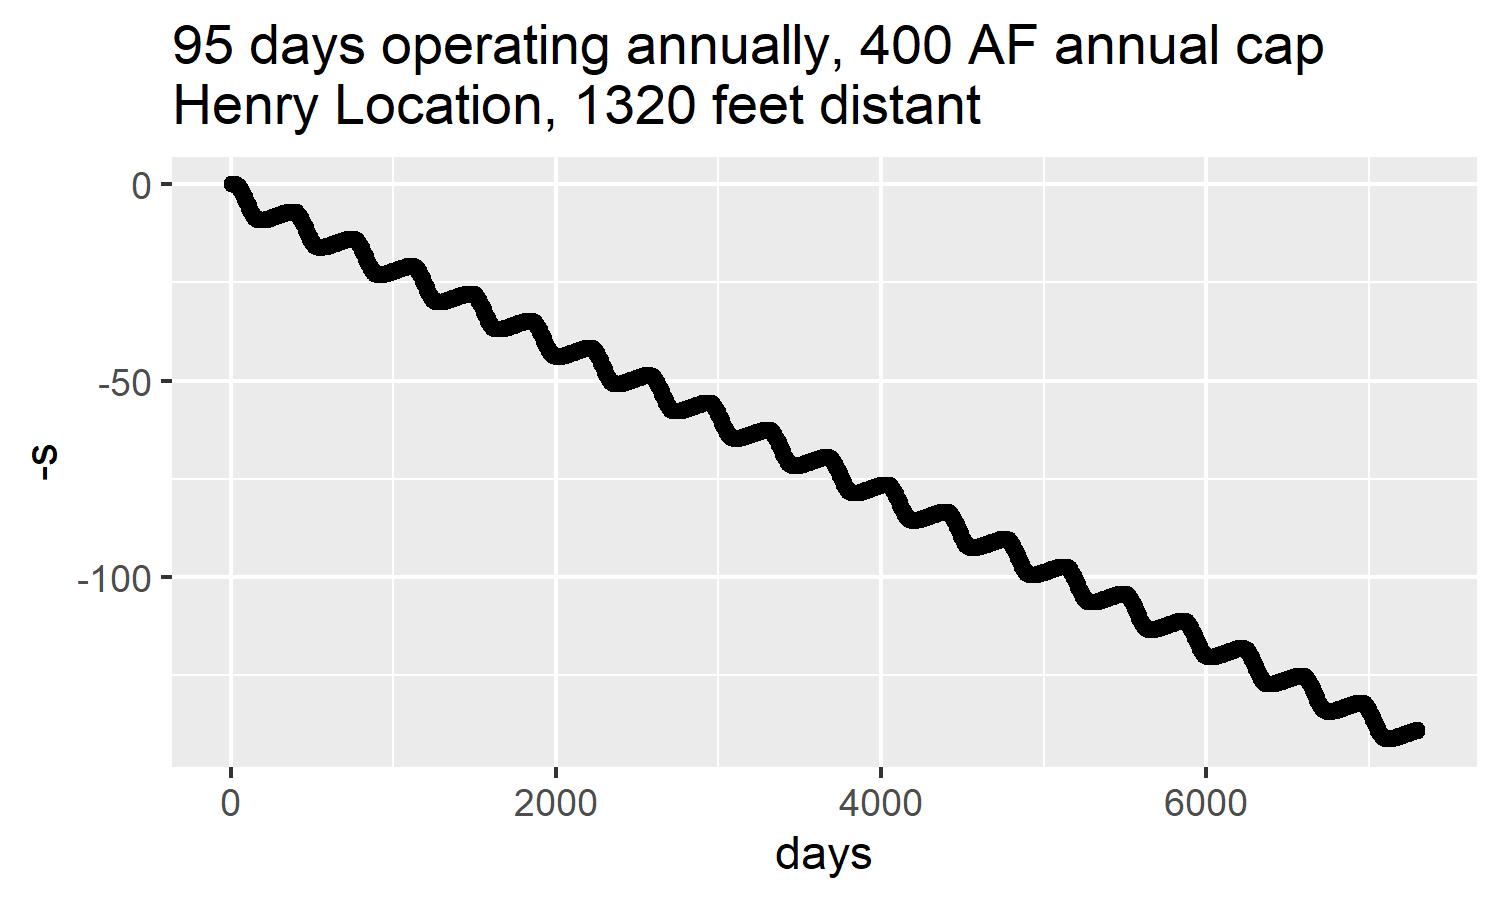 95 days operating annually, 400 AF annual cap
Henry Location, 1320 feet distant
0
-50
-100
-s
0 2000 4000 6000
days